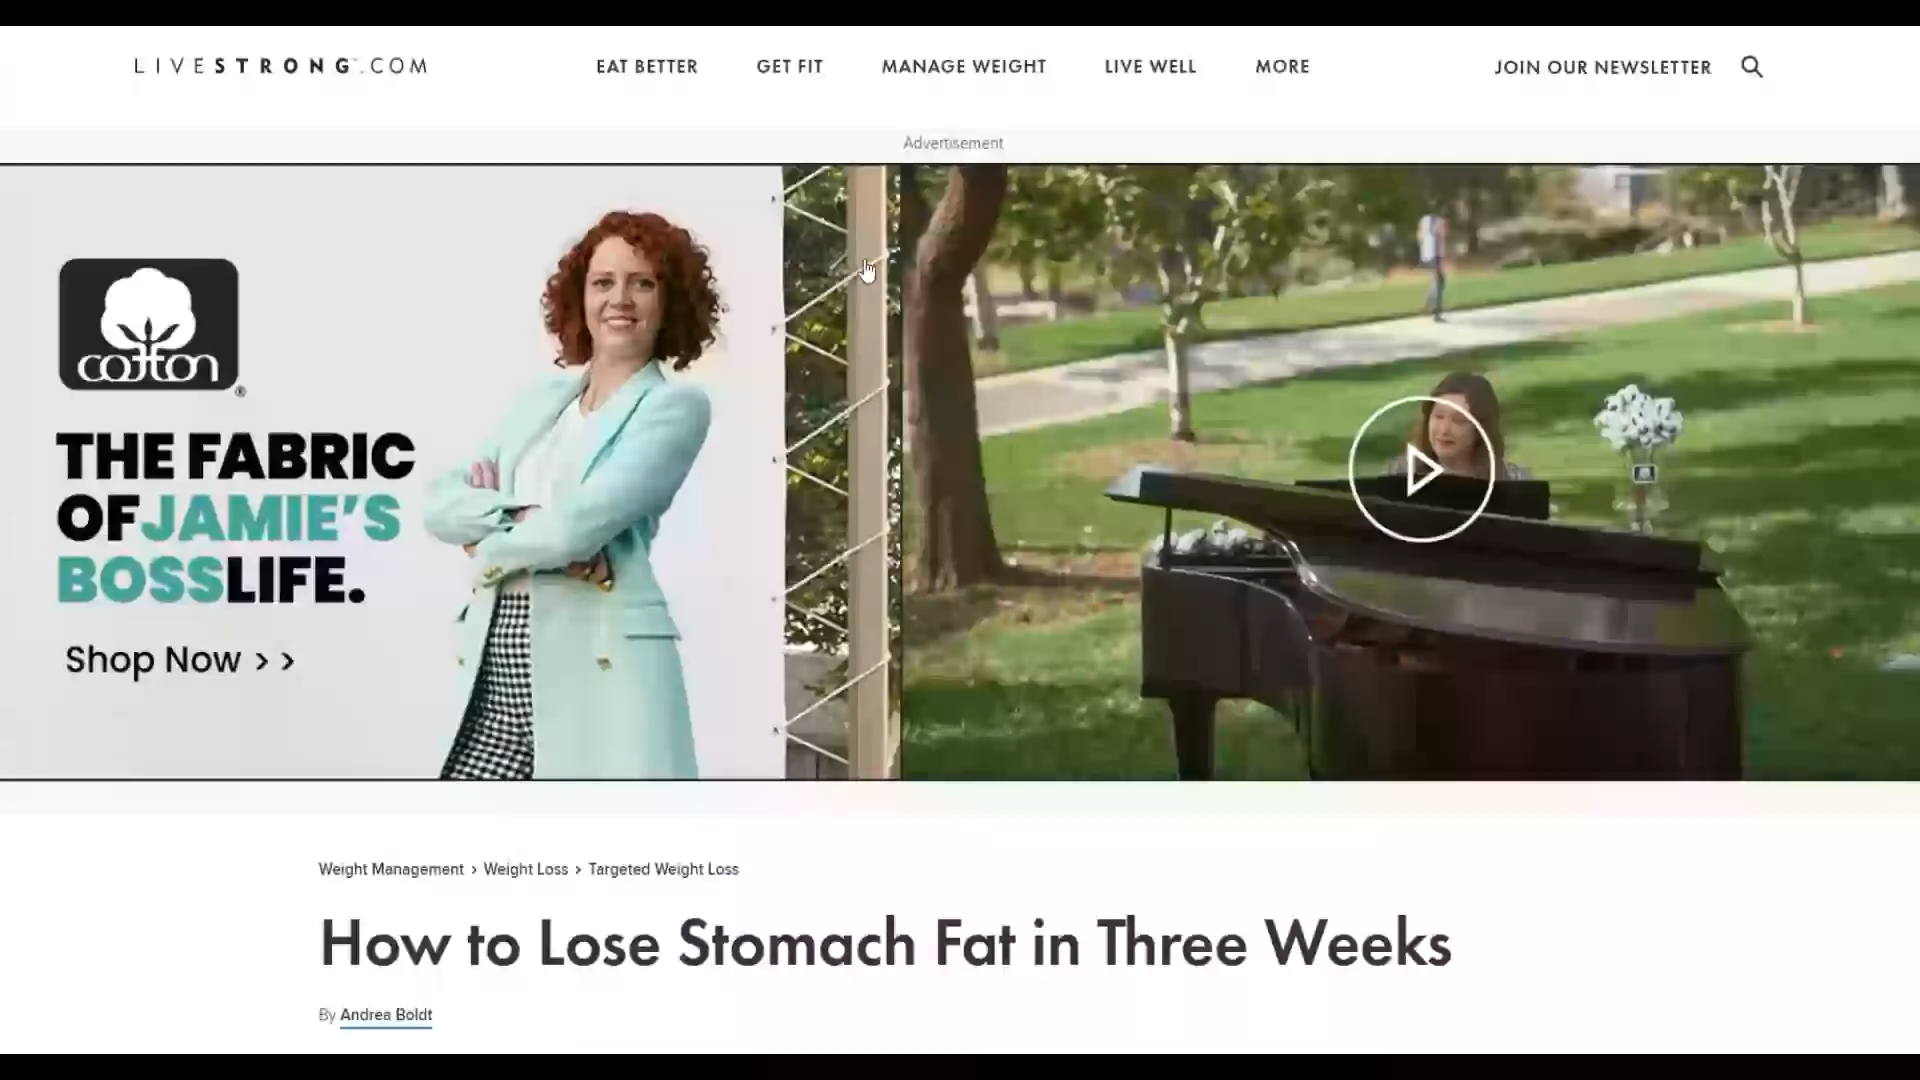 LIVESTRONG.COM
EAT BETTER
GET FIT
MANAGE WEIGHT
LIVE WELL
MORE
JOIN OUR NEWSLETTER
Advertisement
cotton®
THE FABRIC
OF JAMIE'S
BOSS LIFE.
Shop Now > >
Weight Management > Weight Loss > Targeted Weight Loss
How to Lose Stomach Fat in Three Weeks
By Andrea Boldt